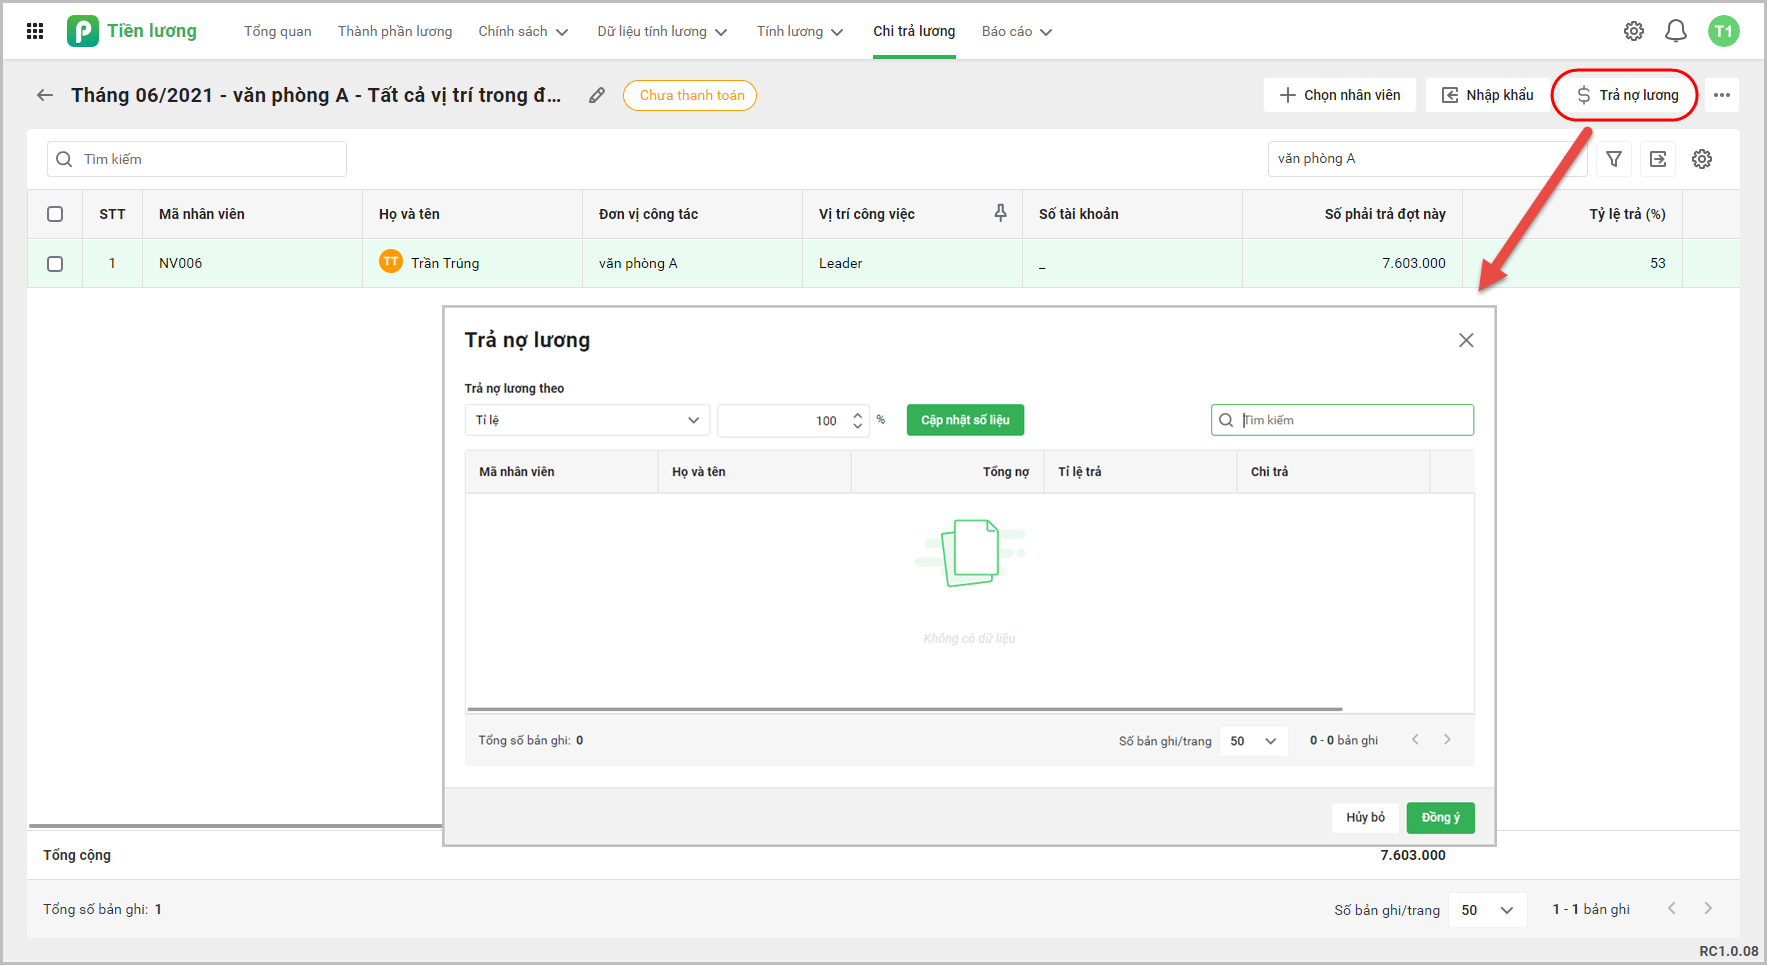 Tiền lương Tổng quan Thành phần lương Chính sách Dữ liệu tính lương Tính lương Chi trả lương Báo cáo T1
Tháng 06/2021 - văn phòng A - Tất cả vị trí trong đ... Chưa thanh toán Chọn nhân viên Nhập khẩu Trả nợ lương
Tìm kiếm văn phòng A
STT Mã nhân viên Họ và tên Đơn vị công tác Vị trí công việc Số tài khoản Số phải trả đợt này Tỷ lệ trả (%)
1 NV006 TT Trần Trúng văn phòng A Leader _ 7.603.000 53
Trả nợ lương
Trả nợ lương theo
Tỉ lệ 100 % Cập nhật số liệu Tìm kiếm
Mã nhân viên Họ và tên Tổng nợ Tỉ lệ trả Chi trả
Không có dữ liệu
Tổng số bản ghi: 0 Số bản ghi/trang 50 0 - 0 bản ghi
Hủy bỏ Đồng ý
Tổng cộng 7.603.000
Tổng số bản ghi: 1 Số bản ghi/trang 50 1 - 1 bản ghi
RC1.0.08